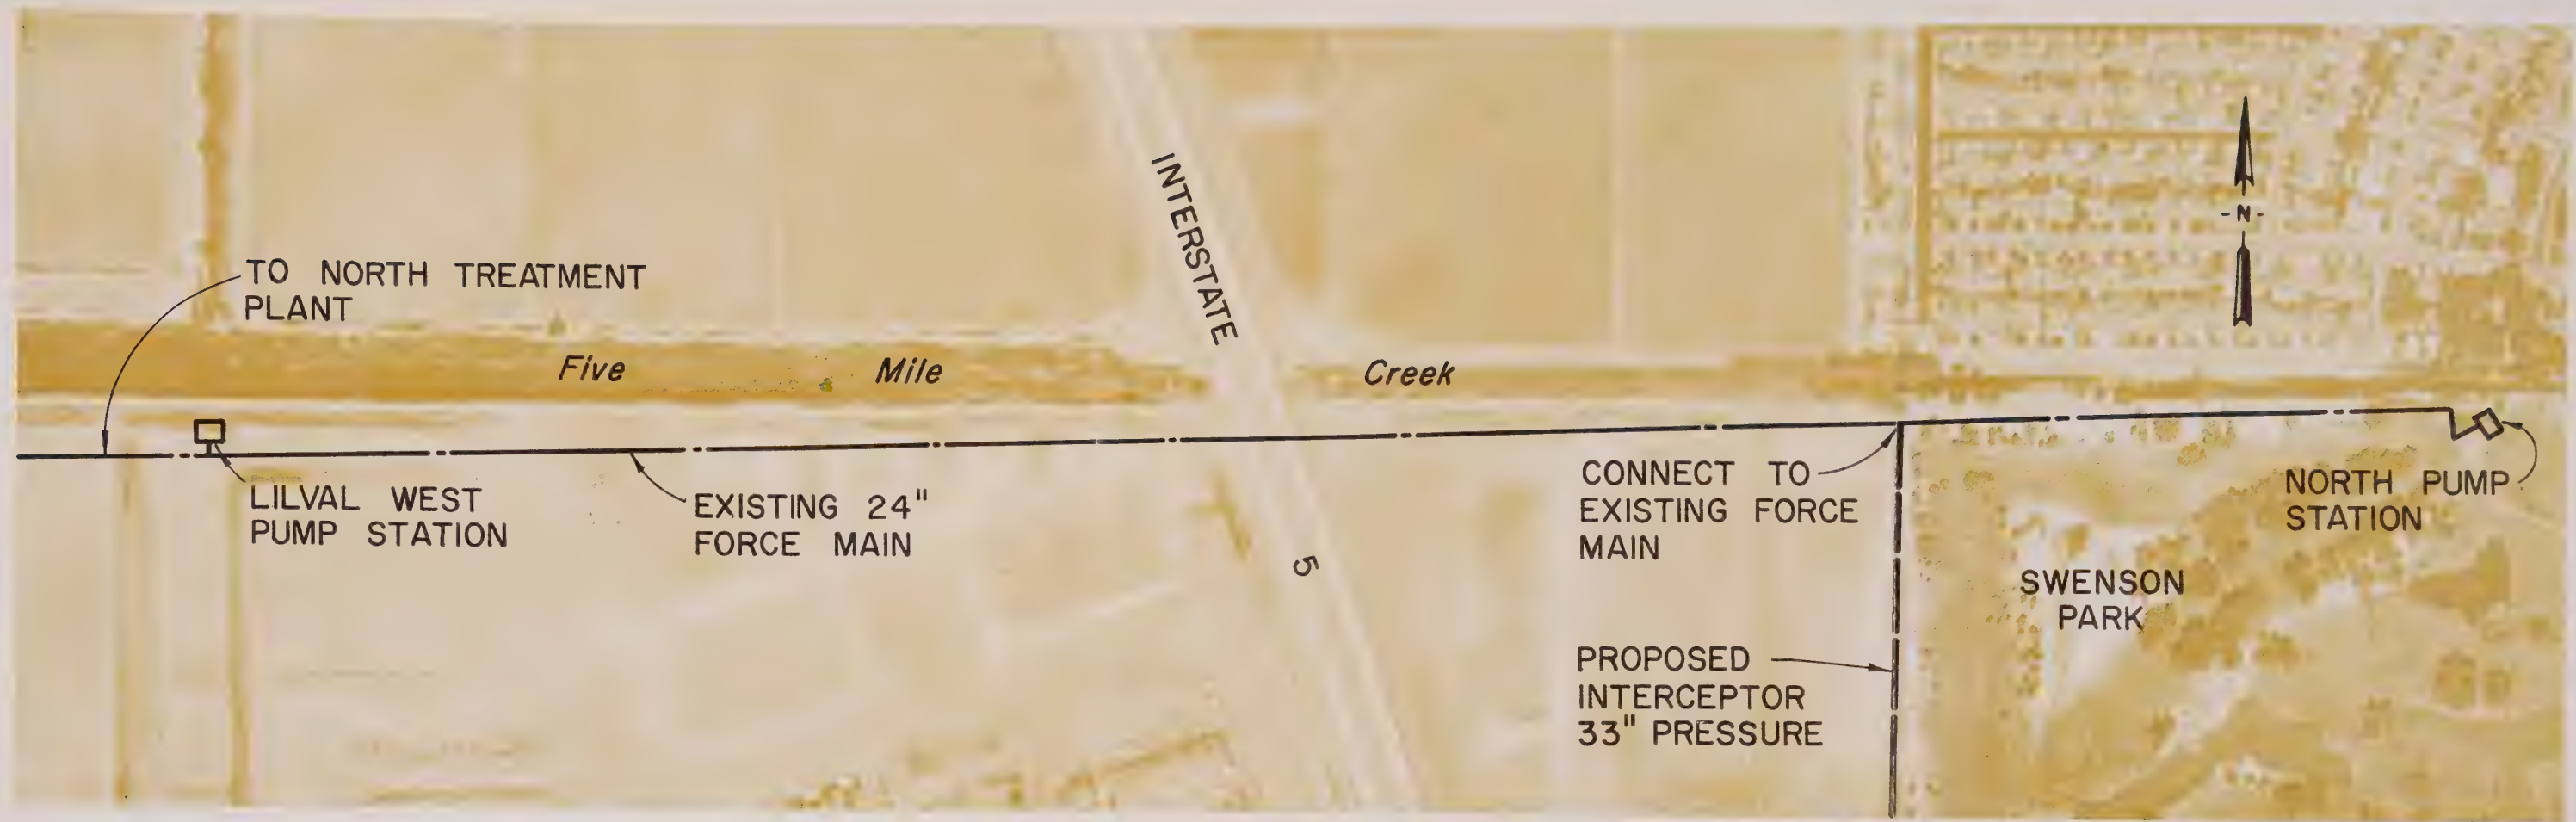 TO NORTH TREATMENT
PLANT
INTERSTATE
5
- N -
Five Mile Creek
LILVAL WEST
PUMP STATION
EXISTING 24"
FORCE MAIN
CONNECT TO
EXISTING FORCE
MAIN
NORTH PUMP
STATION
SWENSON
PARK
PROPOSED
INTERCEPTOR
33" PRESSURE